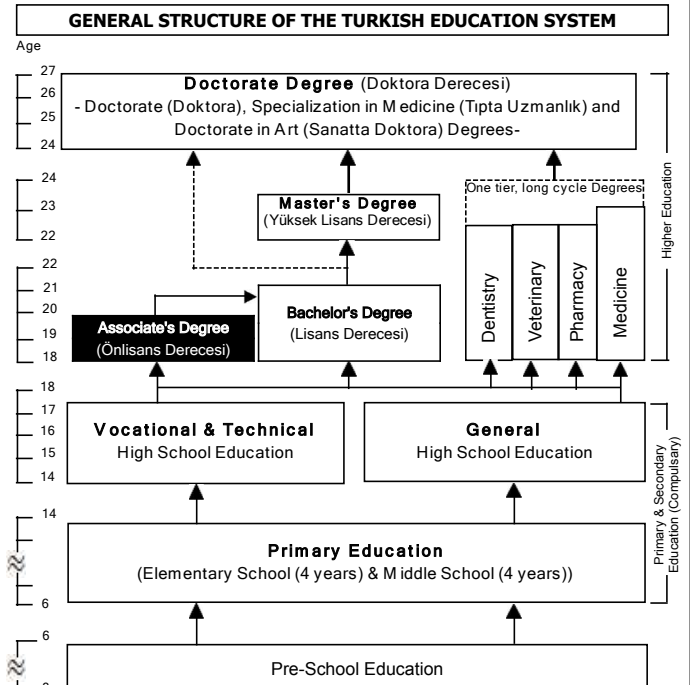 GENERAL STRUCTURE OF THE TURKISH EDUCATION SYSTEM
Age
27
26
25
24
Doctorate Degree (Doktora Derecesi)
- Doctorate (Doktora), Specialization in Medicine (Tıpta Uzmanlık) and
Doctorate in Art (Sanatta Doktora) Degrees-
24
23
22
Master's Degree
(Yüksek Lisans Derecesi)
One tier, long cycle Degrees
Higher Education
22
21
20
19
18
Associate's Degree
(Önlisans Derecesi)
Bachelor's Degree
(Lisans Derecesi)
Dentistry
Veterinary
Pharmacy
Medicine
18
17
16
15
14
Vocational & Technical
High School Education
General
High School Education
Primary & Secondary
Education (Compulsary)
14
6
Primary Education
(Elementary School (4 years) & Middle School (4 years))
6
Pre-School Education